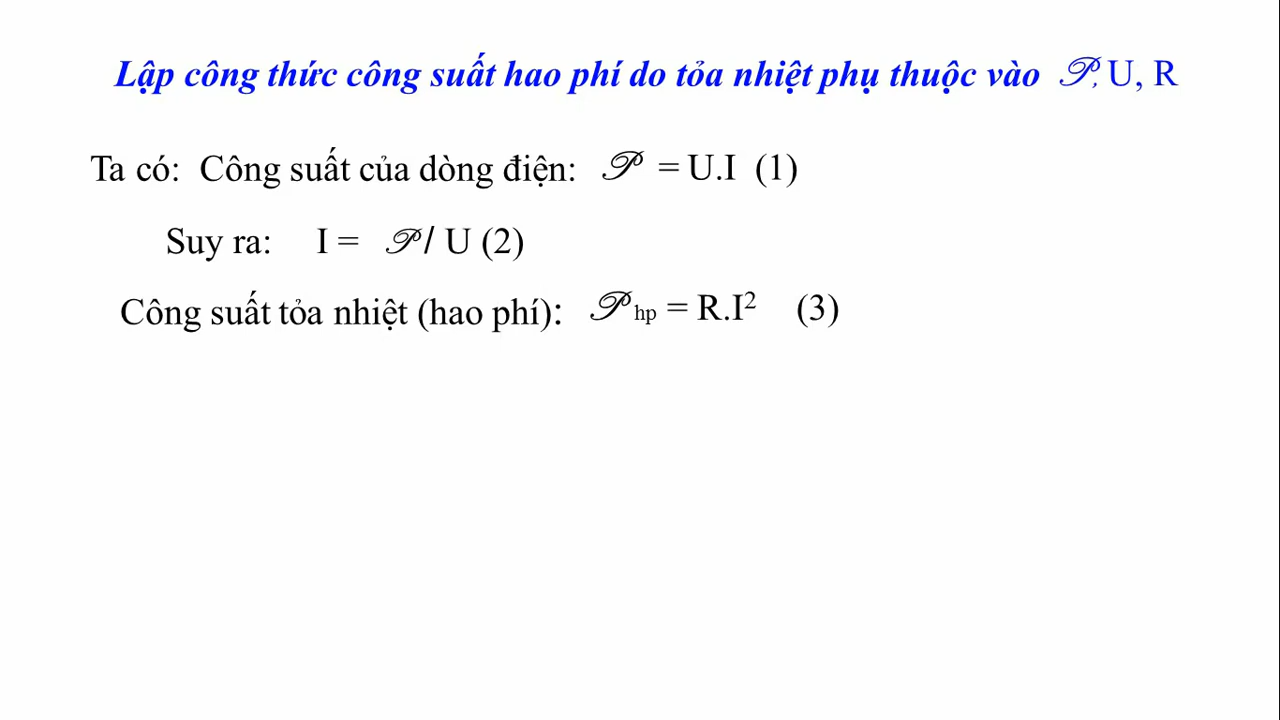 Lập công thức công suất hao phí do tỏa nhiệt phụ thuộc vào 𝒫, U, R
Ta có: Công suất của dòng điện: 𝒫 = U.I (1)
Suy ra: I = 𝒫/ U (2)
Công suất tỏa nhiệt (hao phí): 𝒫hp = R.I² (3)